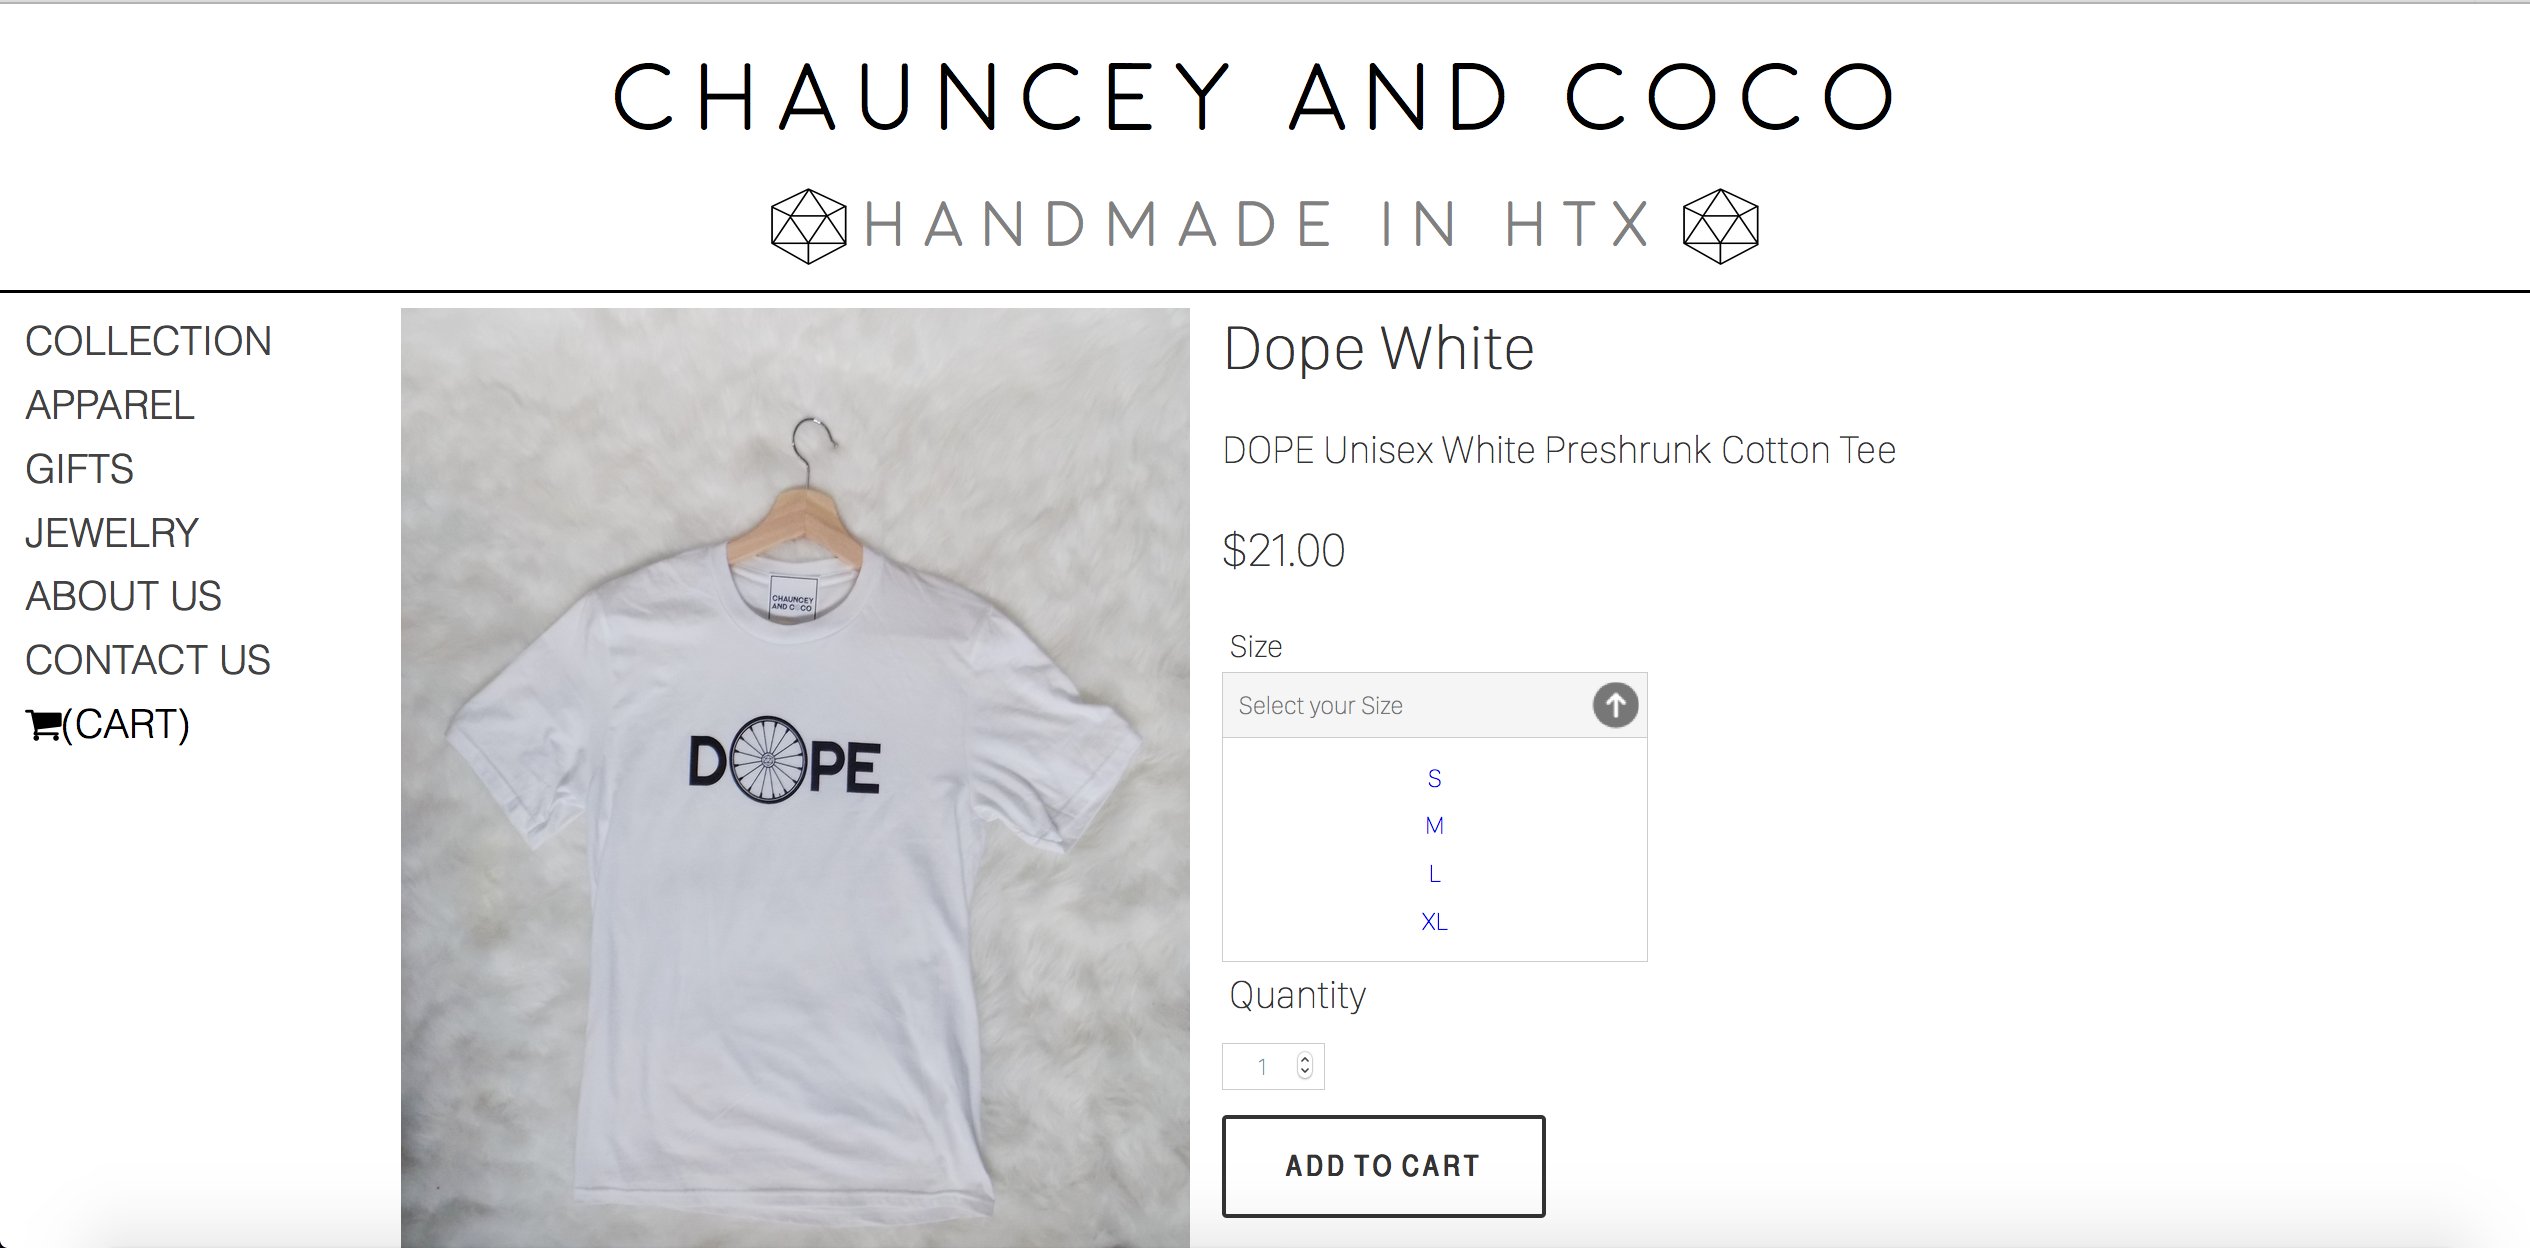 CHAUNCEY AND COCO
HANDMADE IN HTX
COLLECTION
APPAREL
GIFTS
JEWELRY
ABOUT US
CONTACT US
(CART)
CHAUNCEY
AND COCO
DOPE
Dope White
DOPE Unisex White Preshrunk Cotton Tee
$21.00
Size
Select your Size
S
M
L
XL
Quantity
1
ADD TO CART